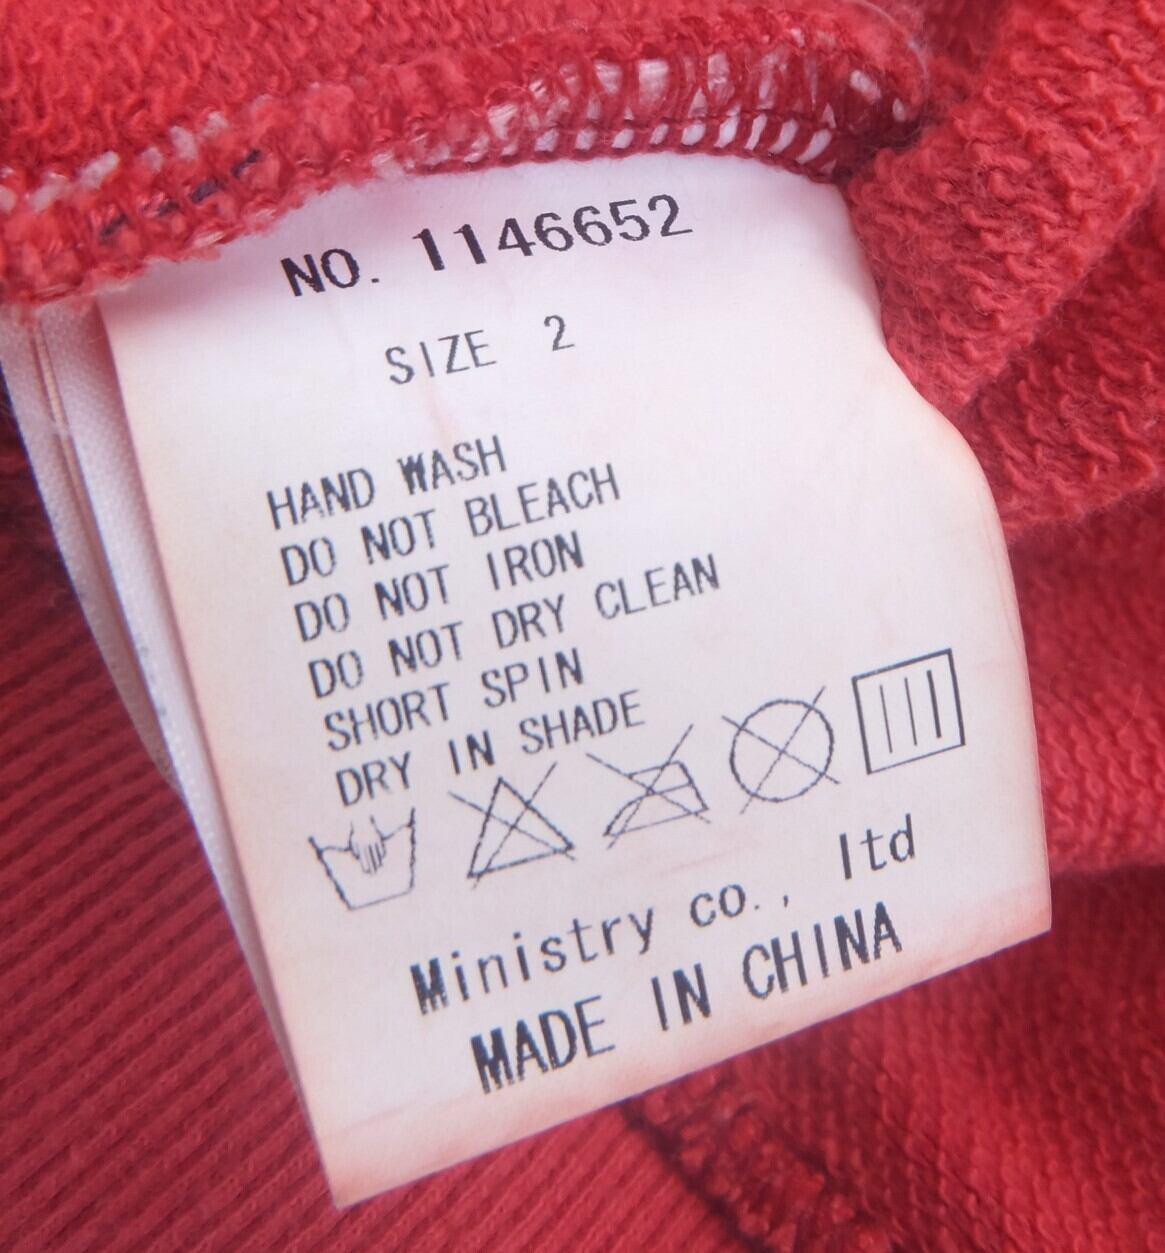 NO. 1146652
SIZE 2
HAND WASH
DO NOT BLEACH
DO NOT IRON
DO NOT DRY CLEAN
SHORT SPIN
DRY IN SHADE
Ministry co., ltd
MADE IN CHINA